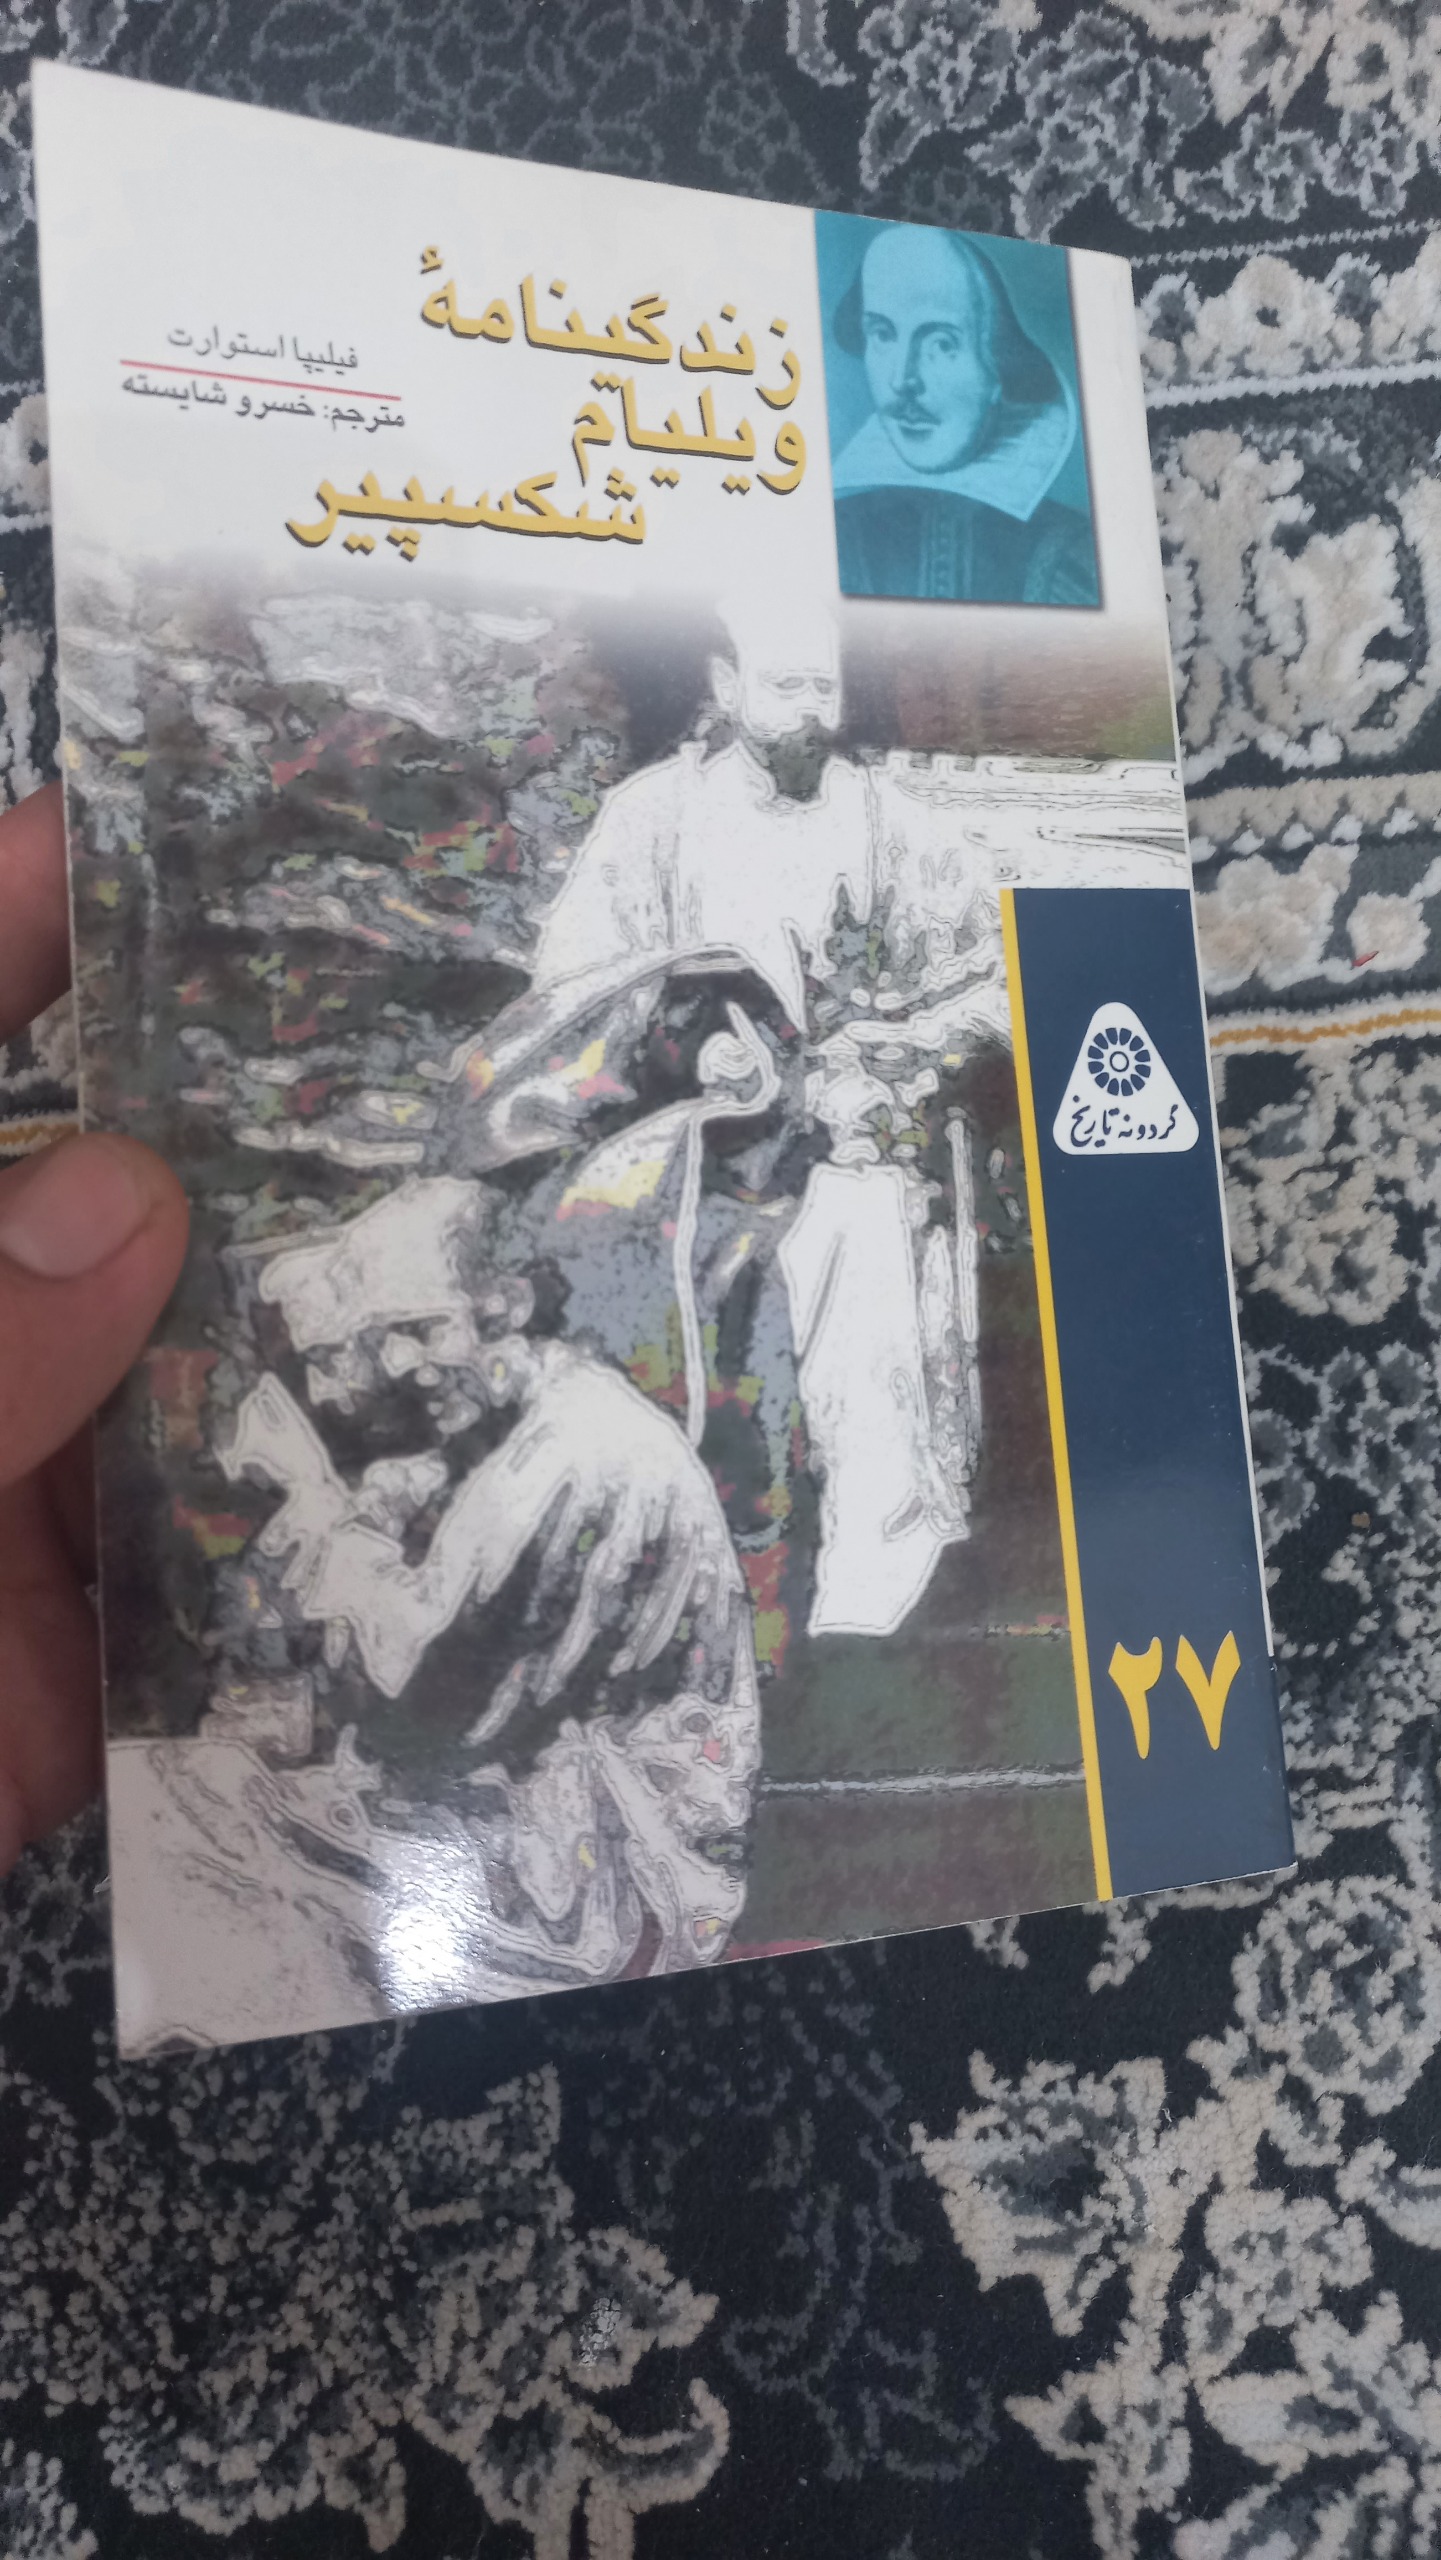 زندگینامهٔ
ویلیام
شکسپیر
فیلیپا استوارت
مترجم: خسرو شایسته
گردونه تاریخ
۲۷